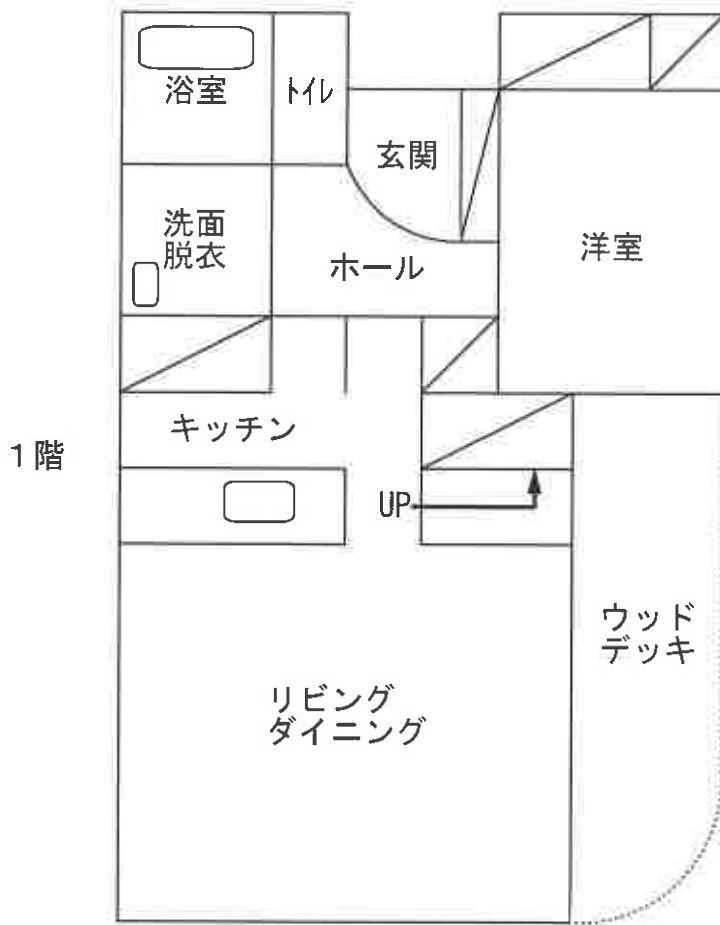 浴室
トイレ
玄関
洗面
脱衣
ホール
洋室
キッチン
1階
UP
ウッド
デッキ
リビング
ダイニング